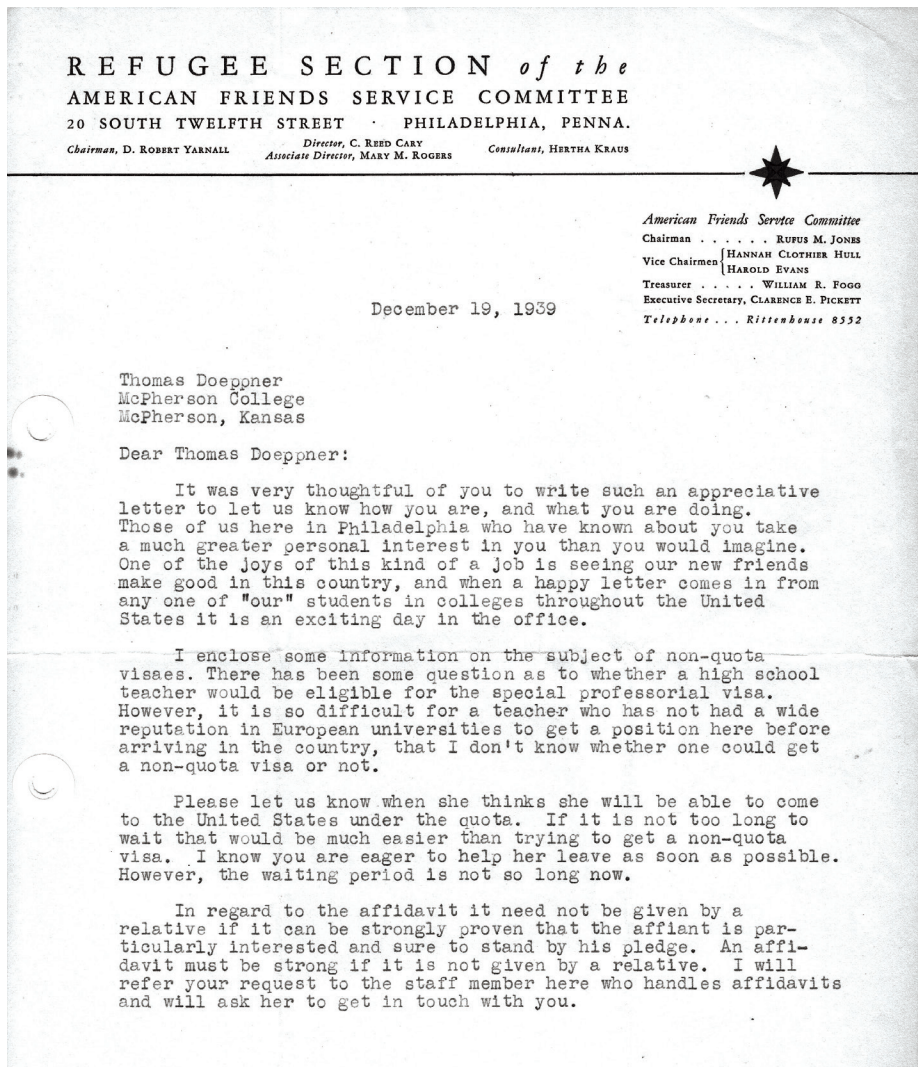 REFUGEE SECTION of the
AMERICAN FRIENDS SERVICE COMMITTEE
20 SOUTH TWELFTH STREET · PHILADELPHIA, PENNA.
Chairman, D. ROBERT YARNALL
Director, C. REED CARY
Associate Director, MARY M. ROGERS
Consultant, HERTHA KRAUS
American Friends Service Committee
Chairman . . . . . . RUFUS M. JONES
Vice Chairmen { HANNAH CLOTHIER HULL
HAROLD EVANS
Treasurer . . . . . WILLIAM R. FOGG
Executive Secretary, CLARENCE E. PICKETT
Telephone . . . Rittenhouse 8552
December 19, 1939
Thomas Doeppner
McPherson College
McPherson, Kansas
Dear Thomas Doeppner:
It was very thoughtful of you to write such an appreciative
letter to let us know how you are, and what you are doing.
Those of us here in Philadelphia who have known about you take
a much greater personal interest in you than you would imagine.
One of the joys of this kind of a job is seeing our new friends
make good in this country, and when a happy letter comes in from
any one of "our" students in colleges throughout the United
States it is an exciting day in the office.
I enclose some information on the subject of non-quota
visaes. There has been some question as to whether a high school
teacher would be eligible for the special professorial visa.
However, it is so difficult for a teacher who has not had a wide
reputation in European universities to get a position here before
arriving in the country, that I don't know whether one could get
a non-quota visa or not.
Please let us know when she thinks she will be able to come
to the United States under the quota. If it is not too long to
wait that would be much easier than trying to get a non-quota
visa. I know you are eager to help her leave as soon as possible.
However, the waiting period is not so long now.
In regard to the affidavit it need not be given by a
relative if it can be strongly proven that the affiant is par-
ticularly interested and sure to stand by his pledge. An affi-
davit must be strong if it is not given by a relative. I will
refer your request to the staff member here who handles affidavits
and will ask her to get in touch with you.